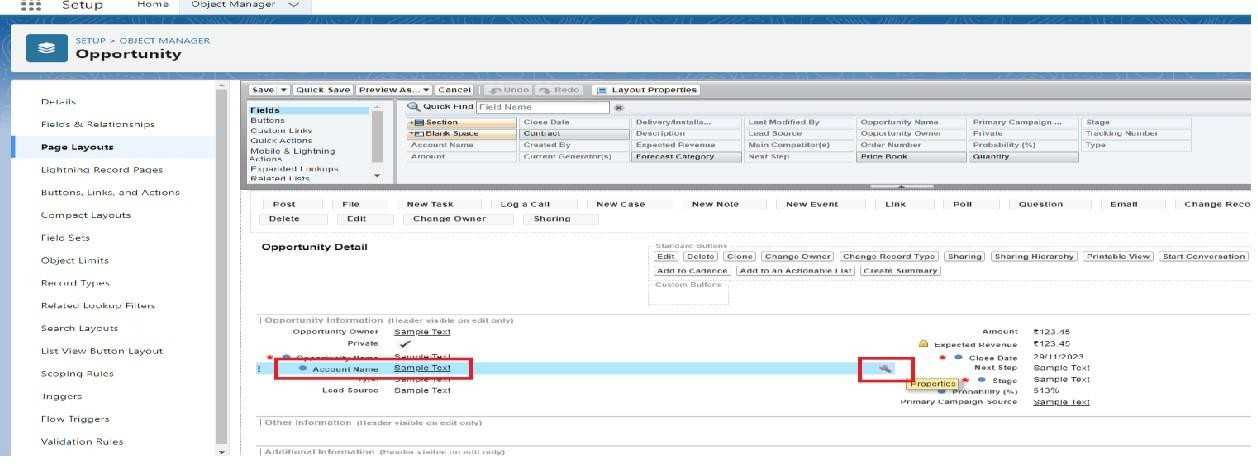 Setup Home Object Manager
SETUP > OBJECT MANAGER
Opportunity
Details
Fields & Relationships
Page Layouts
Lightning Record Pages
Buttons, Links, and Actions
Compact Layouts
Field Sets
Object Limits
Record Types
Related Lookup Filters
Search Layouts
List View Button Layout
Scoping Rules
Triggers
Flow Triggers
Validation Rules
Save Quick Save Preview As... Cancel Undo Redo Layout Properties
Fields
Buttons
Custom Links
Quick Actions
Mobile & Lightning
Actions
Expanded Lookups
Related Lists
Quick Find Field Name
Section Close Date Delivery/Installa... Last Modified By Opportunity Name Primary Campaign ... Stage
Blank Space Contract Description Lead Source Opportunity Owner Private Tracking Number
Account Name Created By Expected Revenue Main Competitor(s) Order Number Probability (%) Type
Amount Current Generator(s) Forecast Category Next Step Price Book Quantity
Post File New Task Log a Call New Case New Note New Event Link Poll Question Email Change Reco
Delete Edit Change Owner Sharing
Opportunity Detail
Standard Buttons
Edit Delete Clone Change Owner Change Record Type Sharing Sharing Hierarchy Printable View Start Conversation
Add to Cadence Add to an Actionable List Create Summary
Custom Buttons
Opportunity Information (Header visible on edit only)
Opportunity Owner Sample Text
Private
Opportunity Name Sample Text
Account Name Sample Text
Type Sample Text
Lead Source Sample Text
Amount ₹123.45
Expected Revenue ₹123.45
Close Date 29/11/2023
Next Step Sample Text
Properties
Stage Sample Text
Probability (%)
Primary Campaign Source Sample Text
Other Information (Header visible on edit only)
Additional Information (Header visible on edit only)